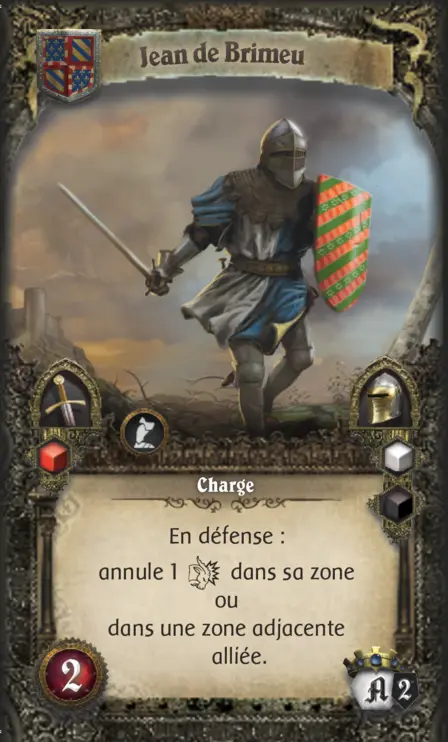 Jean de Brimeu
Charge
En défense :
annule 1 dans sa zone
ou
dans une zone adjacente
alliée.
2
A 2